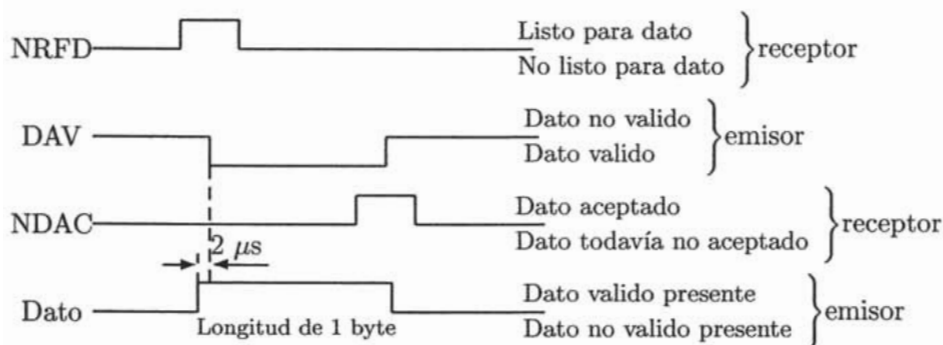 NRFD
Listo para dato
No listo para dato
receptor
DAV
Dato no valido
Dato valido
emisor
NDAC
Dato aceptado
Dato todavía no aceptado
receptor
2 μs
Dato
Longitud de 1 byte
Dato valido presente
Dato no valido presente
emisor